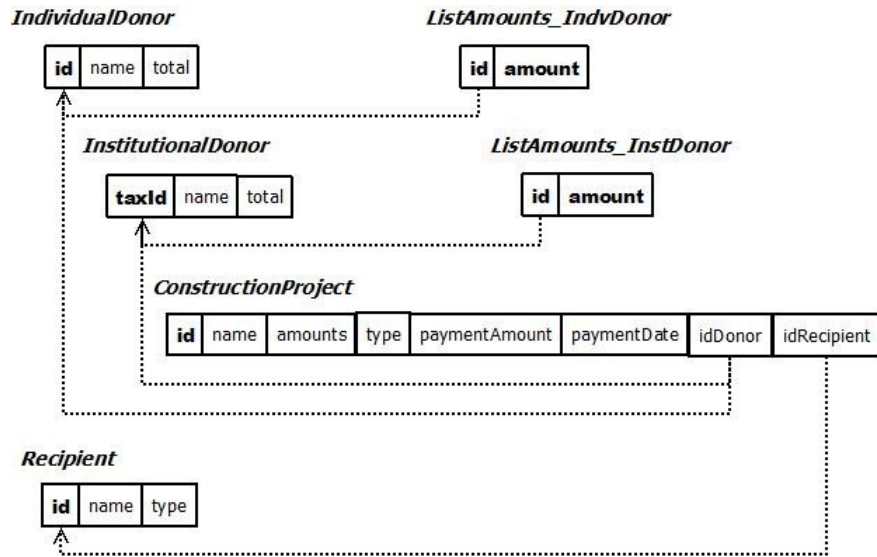 IndividualDonor ListAmounts_IndvDonor
id name total id amount
InstitutionalDonor ListAmounts_InstDonor
taxId name total id amount
ConstructionProject
id name amounts type paymentAmount paymentDate idDonor idRecipient
Recipient
id name type